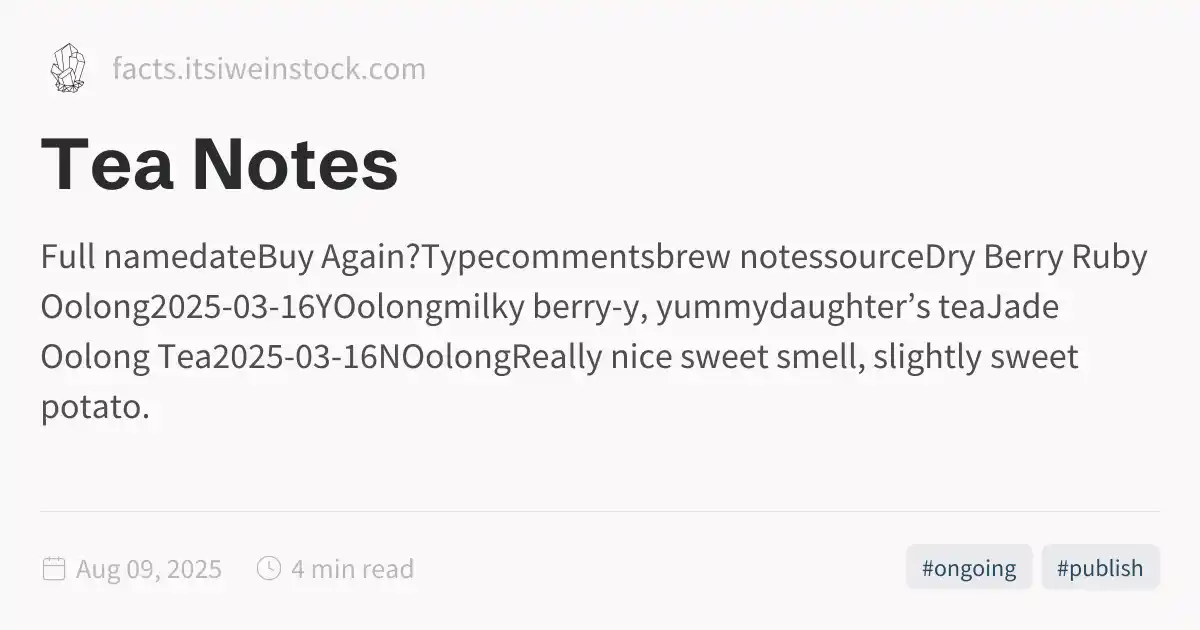 facts.itsiweinstock.com
Tea Notes
Full namedateBuy Again?Typecommentsbrew notessourceDry Berry Ruby
Oolong2025-03-16YOolongmilky berry-y, yummydaughter’s teaJade
Oolong Tea2025-03-16NOolongReally nice sweet smell, slightly sweet
potato.
Aug 09, 2025 4 min read #ongoing #publish